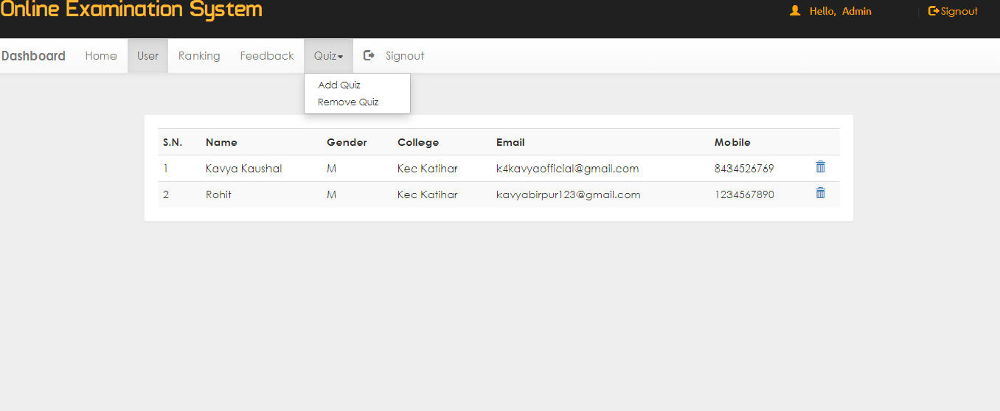 Online Examination System
Hello, Admin | Signout
Dashboard Home User Ranking Feedback Quiz Signout
Add Quiz
Remove Quiz
S.N. Name Gender College Email Mobile
1 Kavya Kaushal M Kec Katihar k4kavyaofficial@gmail.com 8434526769
2 Rohit M Kec Katihar kavyabirpur123@gmail.com 1234567890